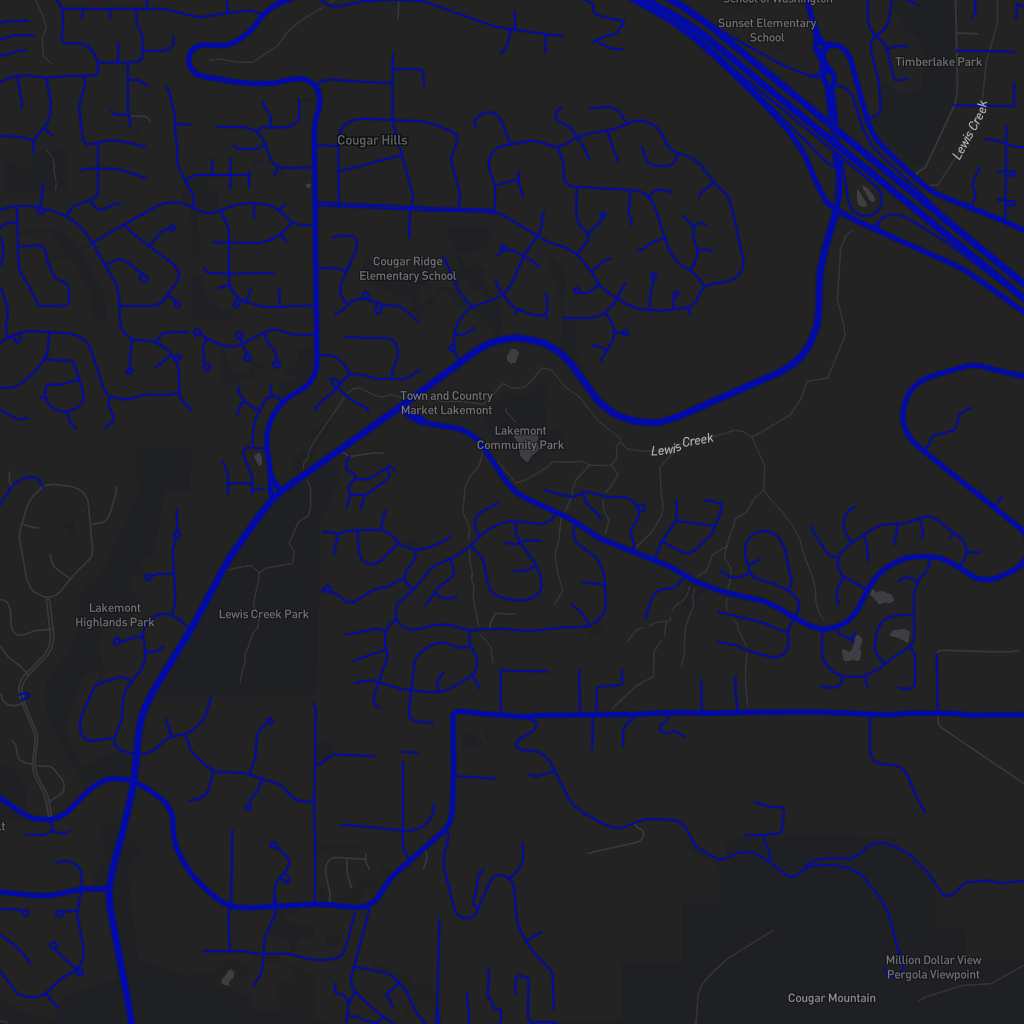 School of Washington
Sunset Elementary
School
Timberlake Park
Lewis Creek
Cougar Hills
Cougar Ridge
Elementary School
Town and Country
Market Lakemont
Lakemont
Community Park
Lewis Creek
Lakemont
Highlands Park
Lewis Creek Park
lt
Million Dollar View
Pergola Viewpoint
Cougar Mountain